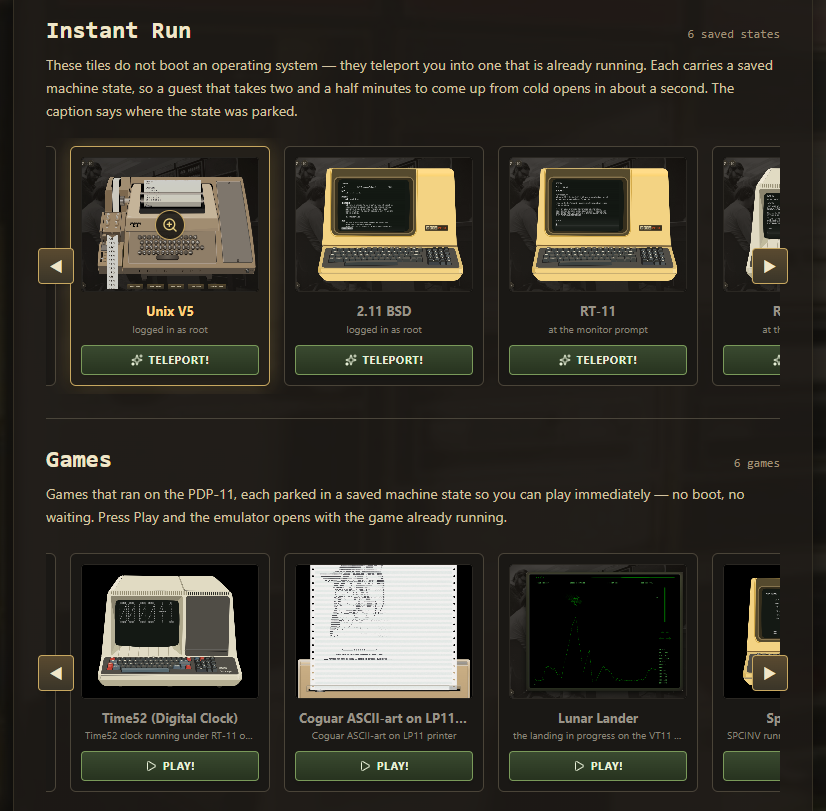 Instant Run
6 saved states
These tiles do not boot an operating system — they teleport you into one that is already running. Each carries a saved
machine state, so a guest that takes two and a half minutes to come up from cold opens in about a second. The
caption says where the state was parked.
Unix V5
logged in as root
TELEPORT!
2.11 BSD
logged in as root
TELEPORT!
RT-11
at the monitor prompt
TELEPORT!
R
at th
Games
6 games
Games that ran on the PDP-11, each parked in a saved machine state so you can play immediately — no boot, no
waiting. Press Play and the emulator opens with the game already running.
Time52 (Digital Clock)
Time52 clock running under RT-11 o...
PLAY!
Coguar ASCII-art on LP11...
Coguar ASCII-art on LP11 printer
PLAY!
Lunar Lander
the landing in progress on the VT11 ...
PLAY!
Sp
SPCINV runn